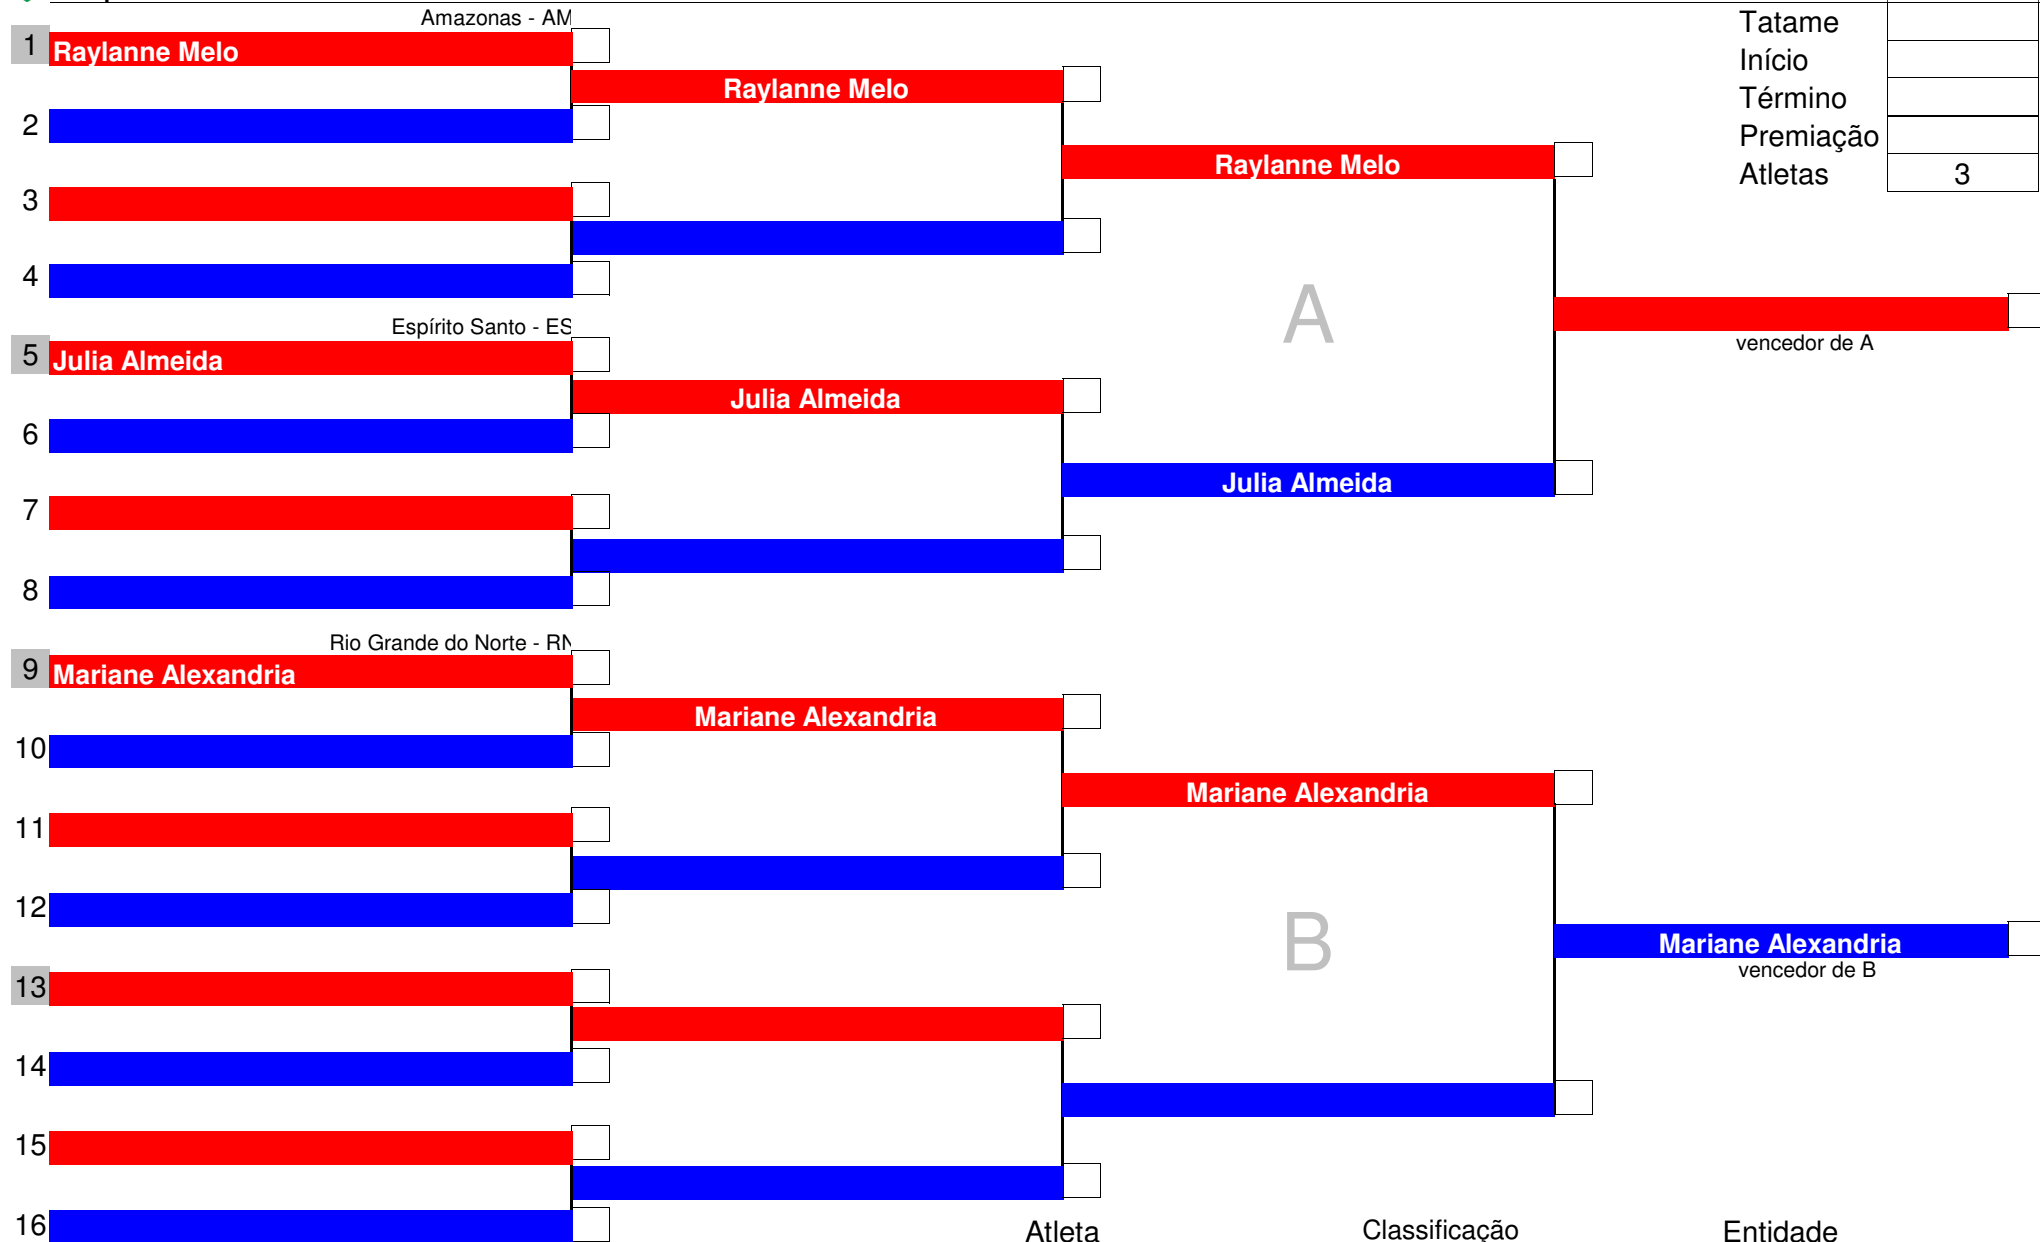 Amazonas - AM
Tatame
1 Raylanne Melo
Início
Raylanne Melo
Término
2
Premiação
Raylanne Melo
Atletas 3
3
4
A
Espírito Santo - ES
vencedor de A
5 Julia Almeida
Julia Almeida
6
Julia Almeida
7
8
Rio Grande do Norte - RN
9 Mariane Alexandria
Mariane Alexandria
10
Mariane Alexandria
11
12
B
Mariane Alexandria
vencedor de B
13
14
15
16
Atleta Classificação Entidade